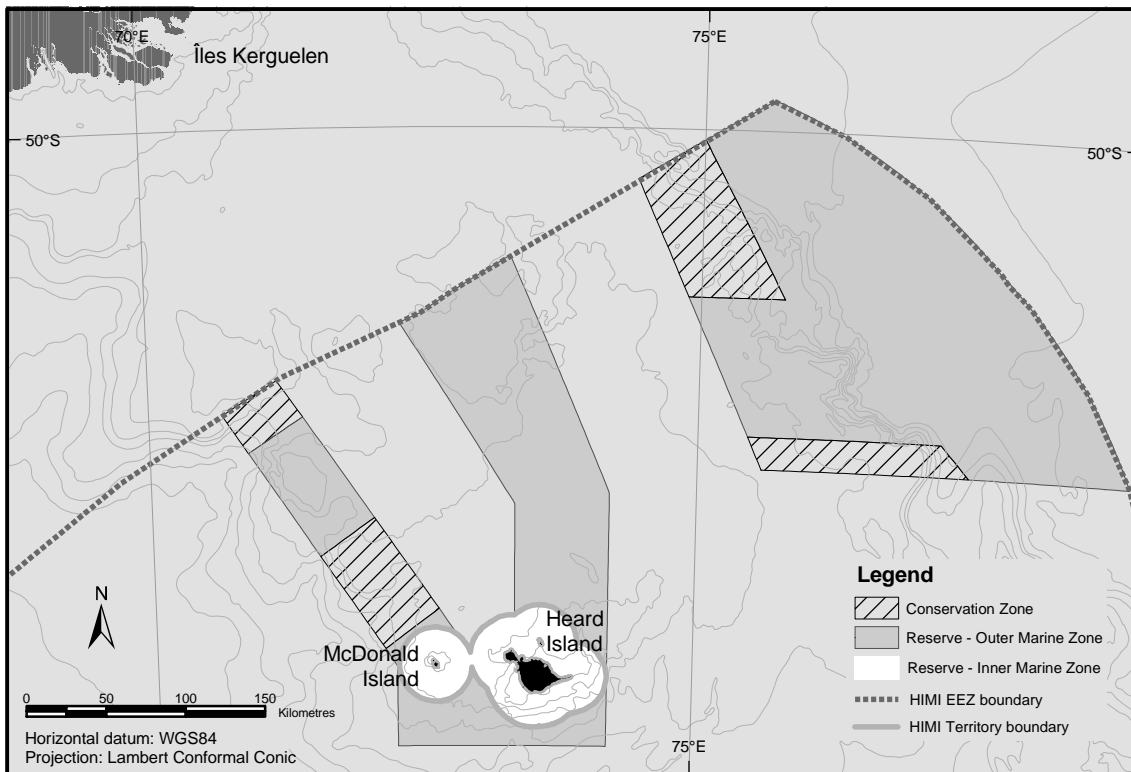 70°E
75°E
Îles Kerguelen
50°S
50°S
N
McDonald
Island
Heard
Island
0 50 100 150
Kilometres
Horizontal datum: WGS84
Projection: Lambert Conformal Conic
75°E
Legend
Conservation Zone
Reserve - Outer Marine Zone
Reserve - Inner Marine Zone
HIMI EEZ boundary
HIMI Territory boundary